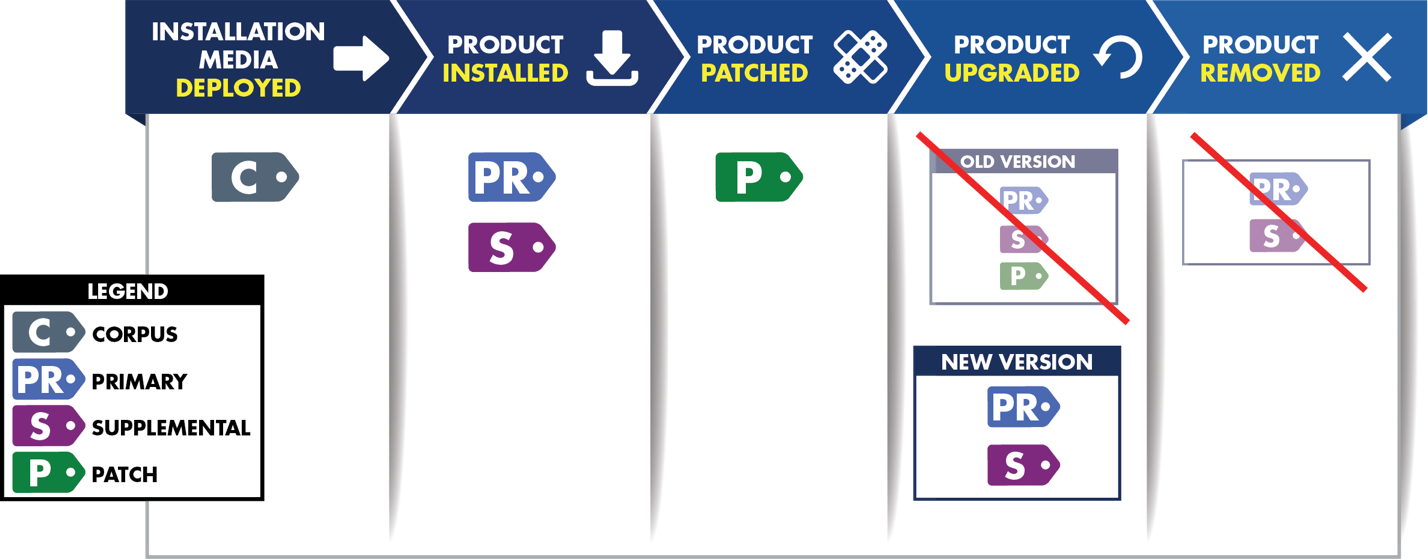 INSTALLATION
MEDIA
DEPLOYED
PRODUCT
INSTALLED
PRODUCT
PATCHED
PRODUCT
UPGRADED
PRODUCT
REMOVED
C
PR
S
P
OLD VERSION
PR
S
P
NEW VERSION
PR
S
PR
S
LEGEND
C CORPUS
PR PRIMARY
S SUPPLEMENTAL
P PATCH